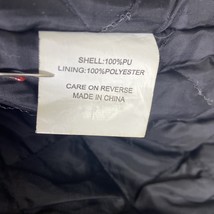 SHELL:100%PU
LINING:100%POLYESTER
CARE ON REVERSE
MADE IN CHINA